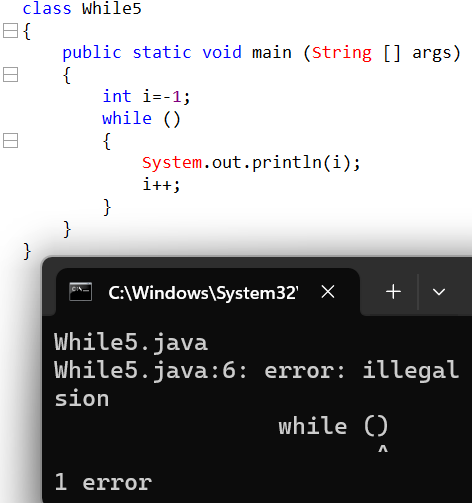 class While5
{
public static void main (String [] args)
{
int i=-1;
while ()
{
System.out.println(i);
i++;
}
}
}
C:\Windows\System32\
While5.java
While5.java:6: error: illegal
sion
while ()
^
1 error